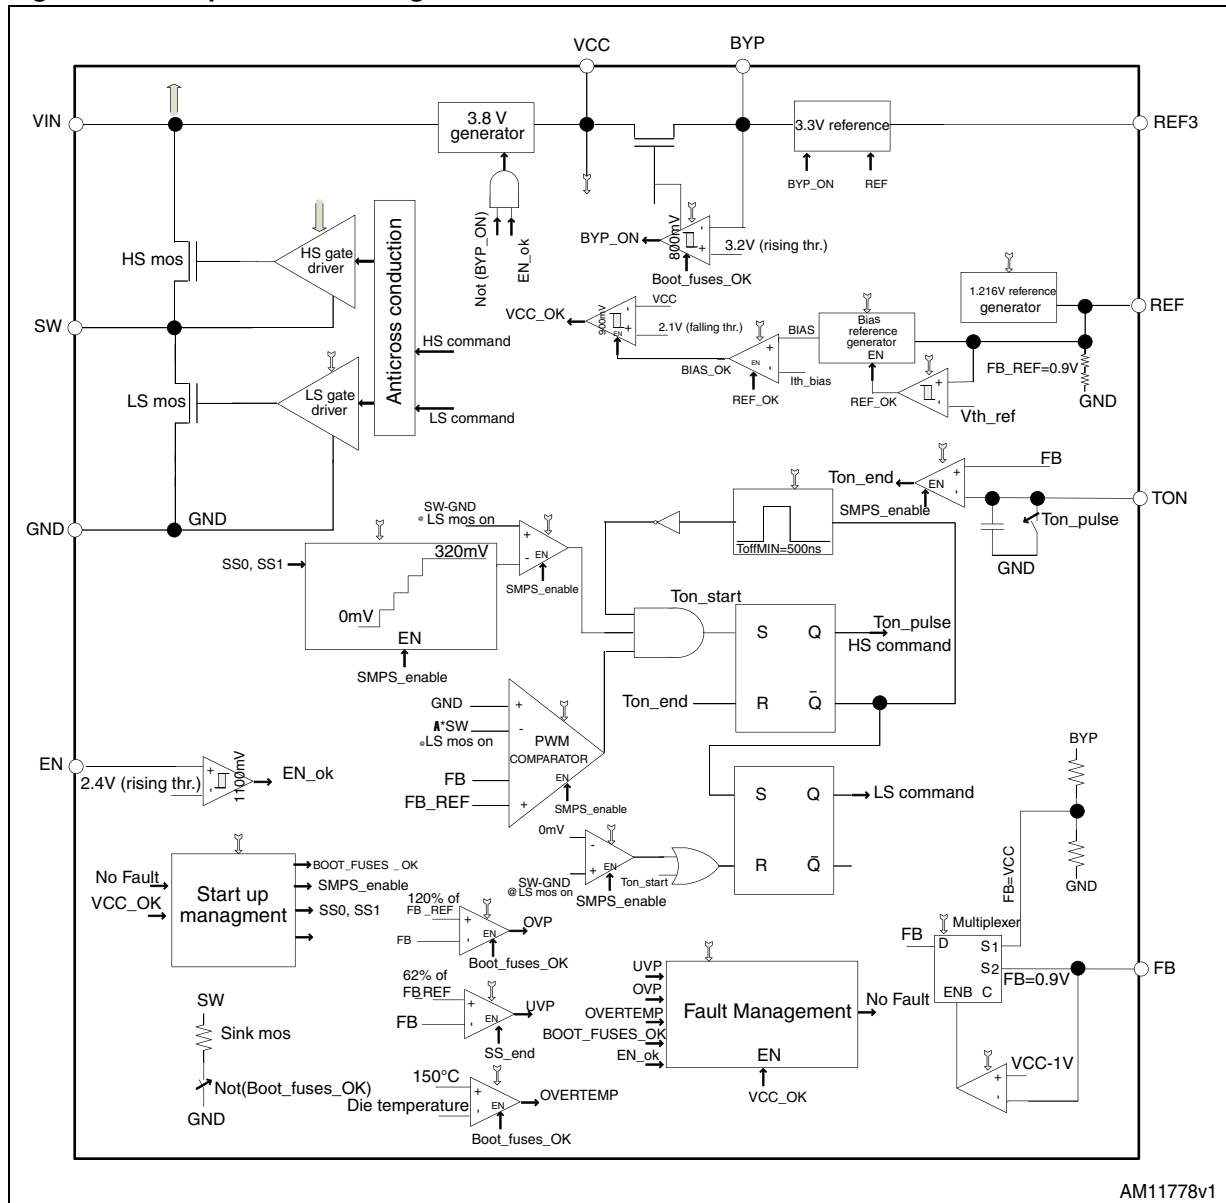 VCC
BYP
VIN
3.8 V
generator
3.3V reference
REF3
BYP_ON
REF
Not (BYP_ON)
EN_ok
HS mos
HS gate
driver
Anticross conduction
BYP_ON
800mV
-
+
3.2V (rising thr.)
Boot_fuses_OK
1.216V reference
generator
REF
SW
VCC_OK
900mV
EN
-
+
VCC
2.1V (falling thr.)
BIAS
Bias
reference
generator
EN
HS command
BIAS_OK
EN
+
-
Ith_bias
REF_OK
REF_OK
+
-
Vth_ref
FB_REF=0.9V
GND
LS mos
LS gate
driver
LS command
GND
GND
Ton_end
EN
+
-
FB
SMPS_enable
TON
Ton_pulse
GND
SW-GND
@ LS mos on
+
-
EN
SMPS_enable
ToffMIN=500ns
SS0, SS1
320mV
0mV
EN
SMPS_enable
Ton_start
S
Q
Ton_pulse
HS command
Ton_end
R
Q̅
GND
+
A*SW
@LS mos on
-
PWM
COMPARATOR
FB
FB_REF
+
EN
SMPS_enable
EN
2.4V (rising thr.)
+
-
1100mV
EN_ok
S
Q
LS command
R
Q̅
0mV
-
+
EN
SW-GND
@ LS mos on
Ton_start
SMPS_enable
BYP
GND
FB=VCC
No Fault
VCC_OK
Start up
managment
BOOT_FUSES _OK
SMPS_enable
SS0, SS1
120% of
FB_REF
+
FB
-
EN
OVP
Boot_fuses_OK
62% of
FB_REF
+
FB
-
EN
UVP
SS_end
150°C
+
Die temperature
-
EN
OVERTEMP
Boot_fuses_OK
UVP
OVP
OVERTEMP
BOOT_FUSES_OK
EN_ok
Fault Management
EN
VCC_OK
No Fault
Multiplexer
FB
D
S1
S2
ENB
C
FB=0.9V
FB
VCC-1V
+
-
SW
Sink mos
Not(Boot_fuses_OK)
GND
AM11778v1